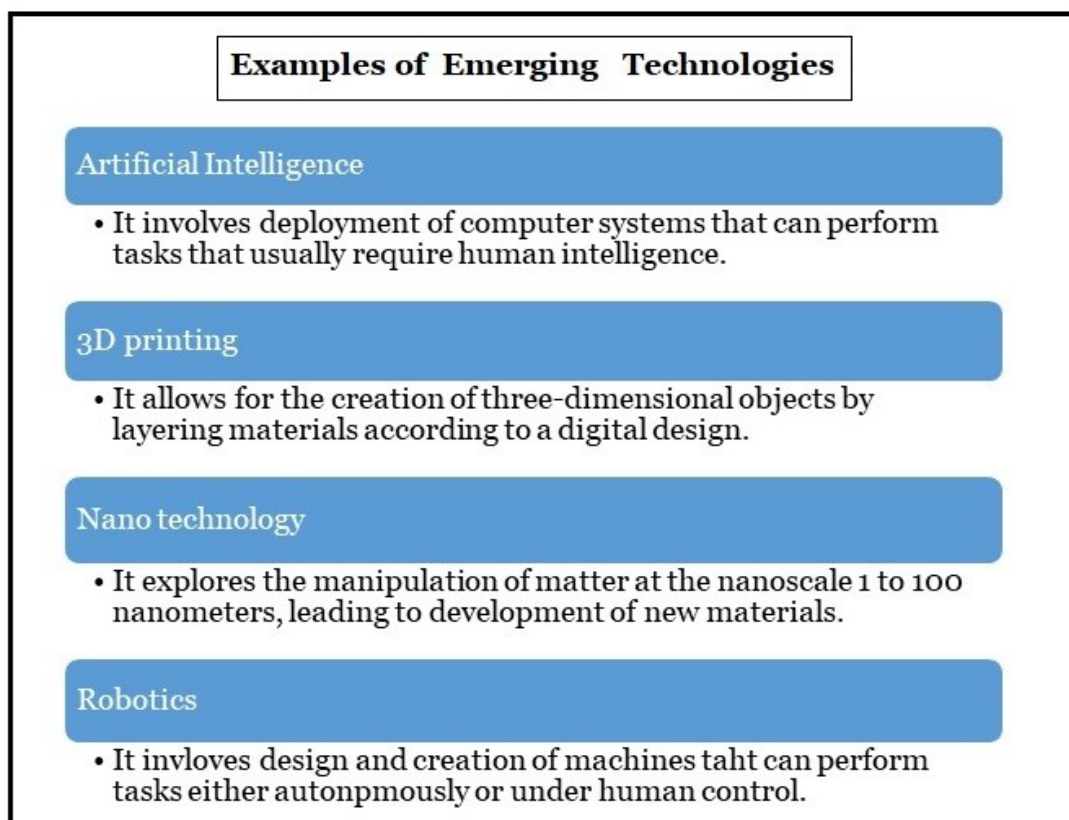 Examples of Emerging Technologies
Artificial Intelligence
• It involves deployment of computer systems that can perform
tasks that usually require human intelligence.
3D printing
• It allows for the creation of three-dimensional objects by
layering materials according to a digital design.
Nano technology
• It explores the manipulation of matter at the nanoscale 1 to 100
nanometers, leading to development of new materials.
Robotics
• It invloves design and creation of machines taht can perform
tasks either autonpmously or under human control.